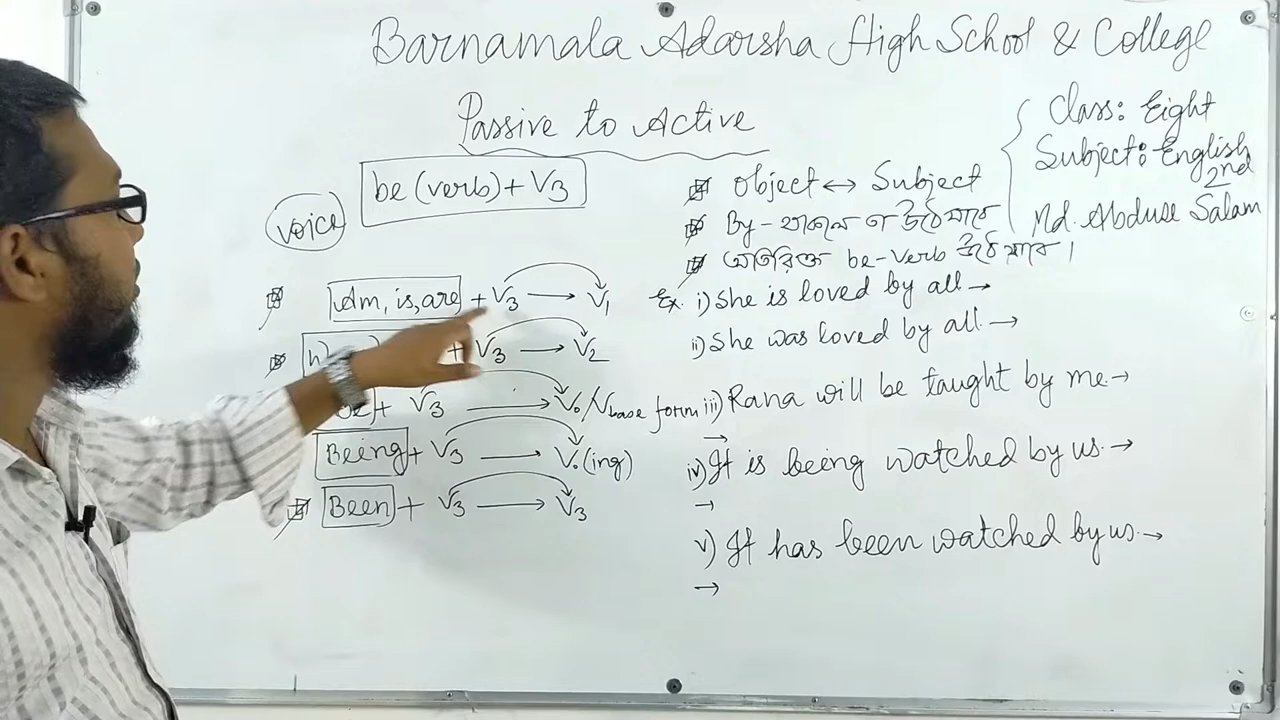 Barnamala Adarsha High School & College
Passive to Active
Class: Eight
Subject: English 2nd
Md. Abduse Salam
voice
be (verb) + V3
Object ↔ Subject
By - থাকলে তা উঠে যাবে
অতিরিক্ত be-verb উঠে যাবে।
Am, is, are + V3 → V1
+ V3 → V2
+ V3 → V0/Vbase form
Being + V3 → V0(ing)
Been + V3 → V3
Ex. i) She is loved by all →
ii) She was loved by all →
iii) Rana will be taught by me →
→
iv) It is being watched by us. →
→
v) It has been watched by us. →
→